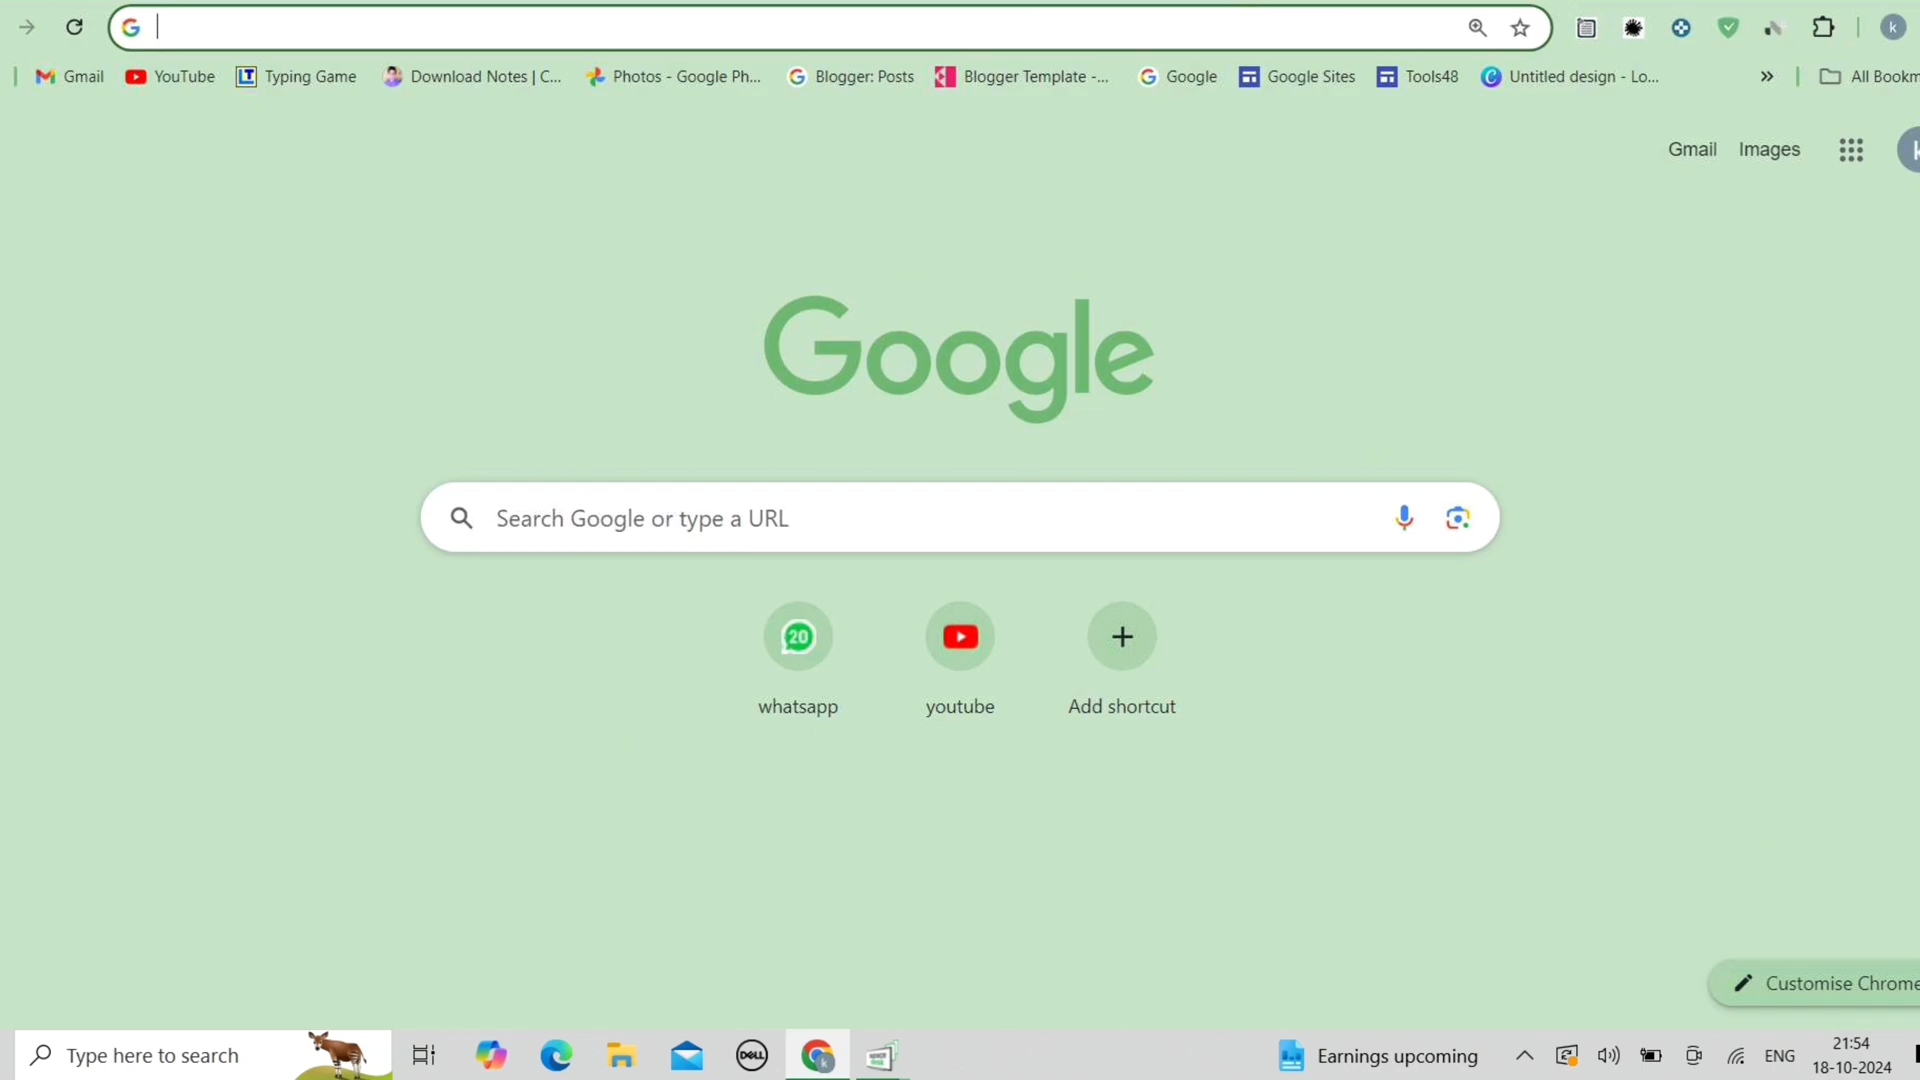 Gmail YouTube Typing Game Download Notes | C... Photos - Google Ph... Blogger: Posts Blogger Template -... Google Google Sites Tools48 Untitled design - Lo... » All Bookm
k
Gmail Images
k
Google
Search Google or type a URL
20
whatsapp youtube Add shortcut
Customise Chrome
Type here to search
DELL
Earnings upcoming ENG 21:54
18-10-2024